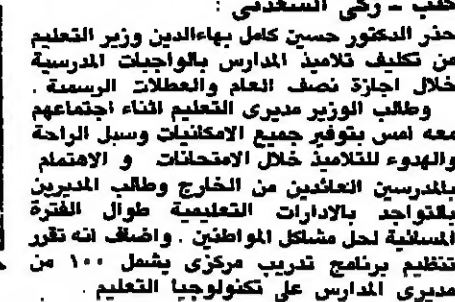 كتب ـ زكى السعدنى :
حذر الدكتور حسين كامل بهاءالدين وزير التعليم
من تكليف تلاميذ المدارس بالواجبات المدرسية
خلال اجازة نصف العام والعطلات الرسمية .
وطالب الوزير مديرى التعليم اثناء اجتماعهم
معه امس بتوفير جميع الامكانيات وسبل الراحة
والهدوء للتلاميذ خلال الامتحانات و الاهتمام
بالمدرسين العائدين من الخارج وطالب المديرين
بالتواجد بالادارات التعليمية طوال الفترة
المسائية لحل مشاكل المواطنين . واضاف انه تقرر
تنظيم برنامج تدريب مركزى يشمل ١٠٠ من
مديرى المدارس على تكنولوجيا التعليم .